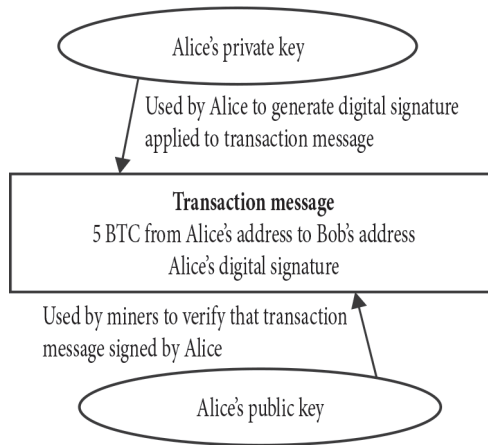 Alice’s private key
Used by Alice to generate digital signature
applied to transaction message
Transaction message
5 BTC from Alice’s address to Bob’s address
Alice’s digital signature
Used by miners to verify that transaction
message signed by Alice
Alice’s public key